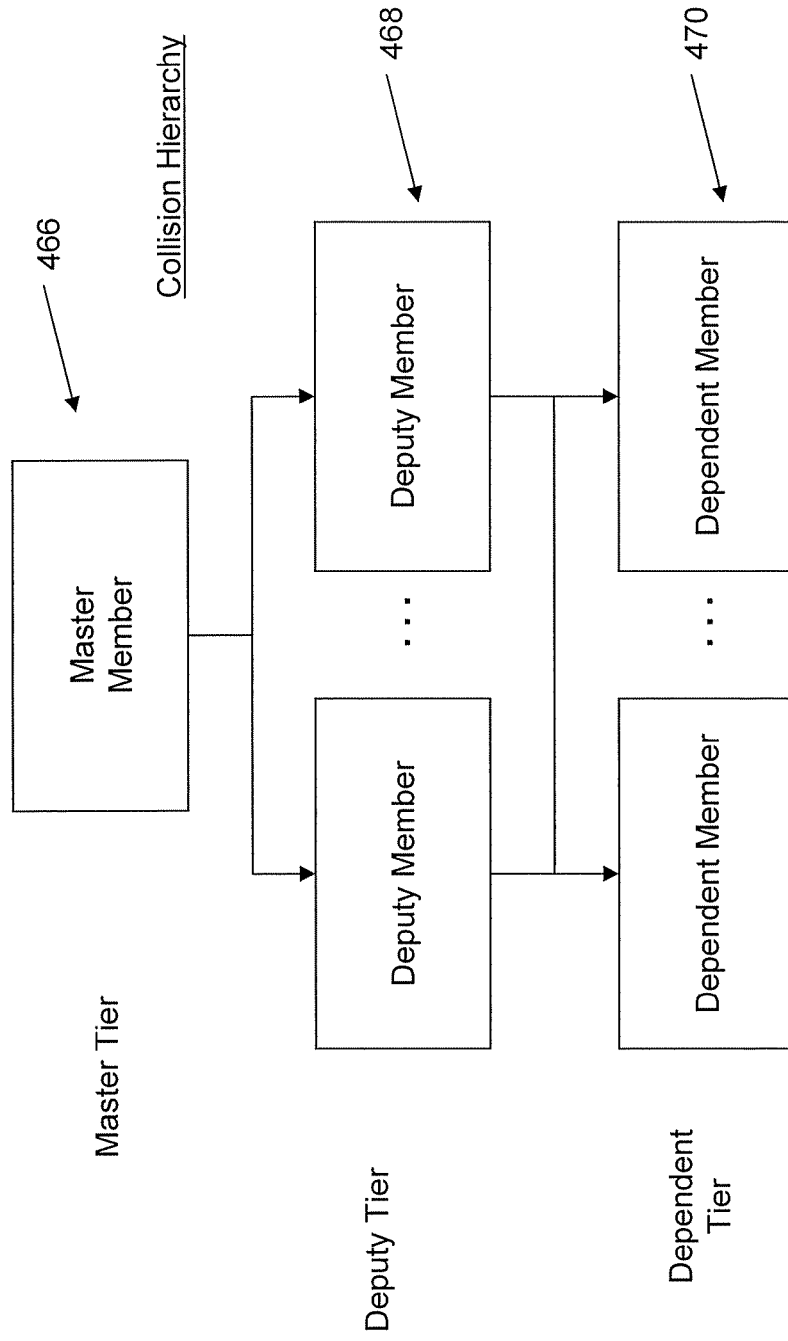 466
Collision Hierarchy
Master Tier
Master
Member
468
Deputy Tier
Deputy Member
...
Deputy Member
470
Dependent
Tier
Dependent Member
...
Dependent Member